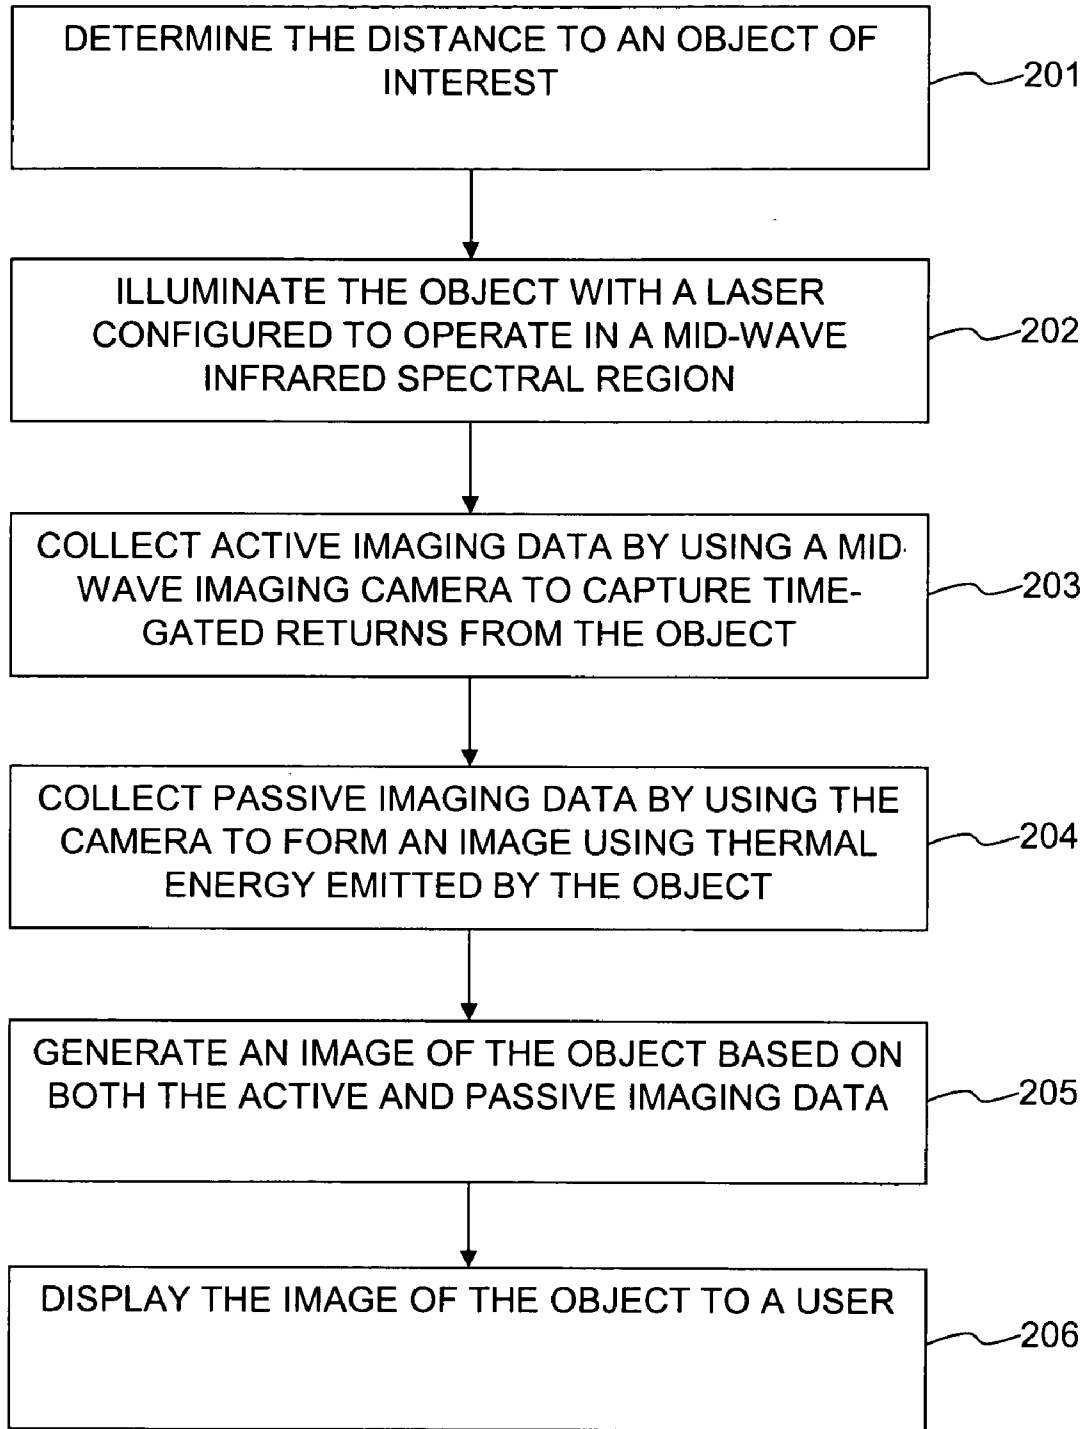 DETERMINE THE DISTANCE TO AN OBJECT OF
INTEREST
201
ILLUMINATE THE OBJECT WITH A LASER
CONFIGURED TO OPERATE IN A MID-WAVE
INFRARED SPECTRAL REGION
202
COLLECT ACTIVE IMAGING DATA BY USING A MID-
WAVE IMAGING CAMERA TO CAPTURE TIME-
GATED RETURNS FROM THE OBJECT
203
COLLECT PASSIVE IMAGING DATA BY USING THE
CAMERA TO FORM AN IMAGE USING THERMAL
ENERGY EMITTED BY THE OBJECT
204
GENERATE AN IMAGE OF THE OBJECT BASED ON
BOTH THE ACTIVE AND PASSIVE IMAGING DATA
205
DISPLAY THE IMAGE OF THE OBJECT TO A USER
206